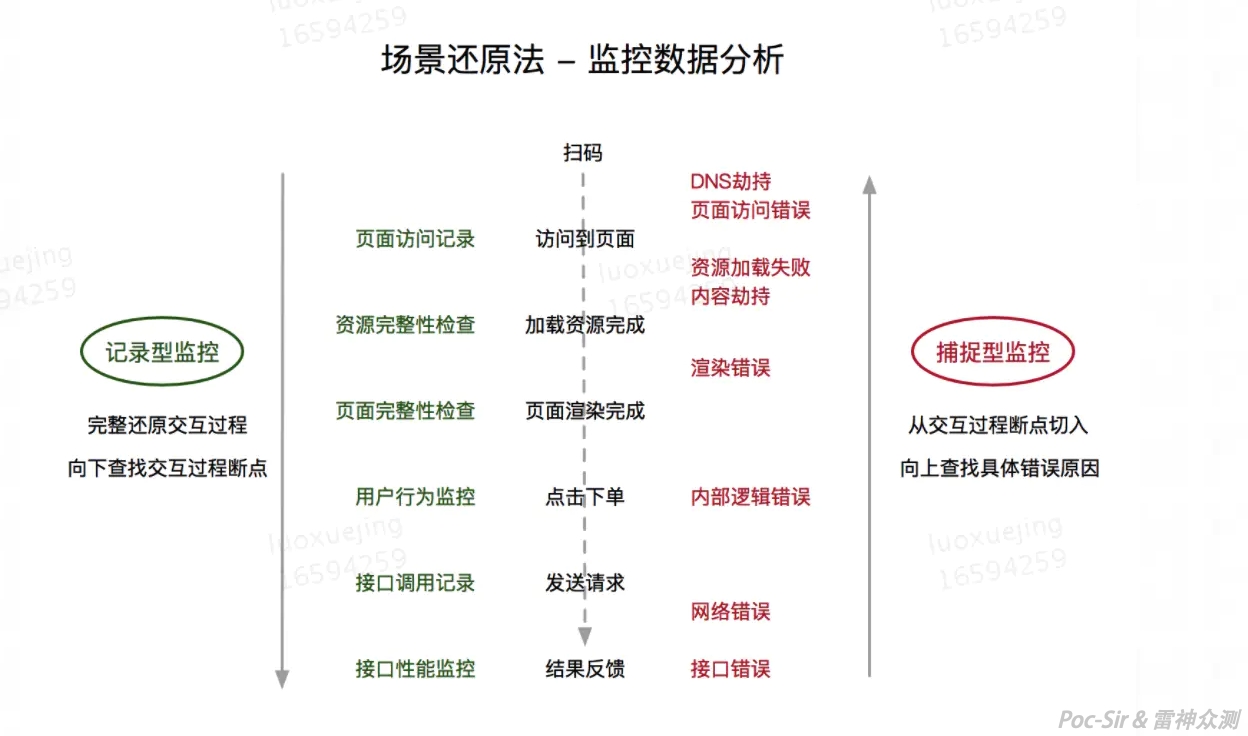 luoxuejing
16594259
luoxuejing
16594259
场景还原法 – 监控数据分析
扫码
DNS劫持
页面访问错误
页面访问记录
访问到页面
uejing
94259
luoxuejing
资源加载失败
内容劫持
资源完整性检查
加载资源完成
记录型监控
捕捉型监控
渲染错误
页面完整性检查
页面渲染完成
完整还原交互过程
向下查找交互过程断点
从交互过程断点切入
向上查找具体错误原因
用户行为监控
点击下单
内部逻辑错误
luoxuejing
16594259
luoxuejing
16594259
接口调用记录
发送请求
网络错误
接口性能监控
结果反馈
接口错误
Poc-Sir & 雷神众测